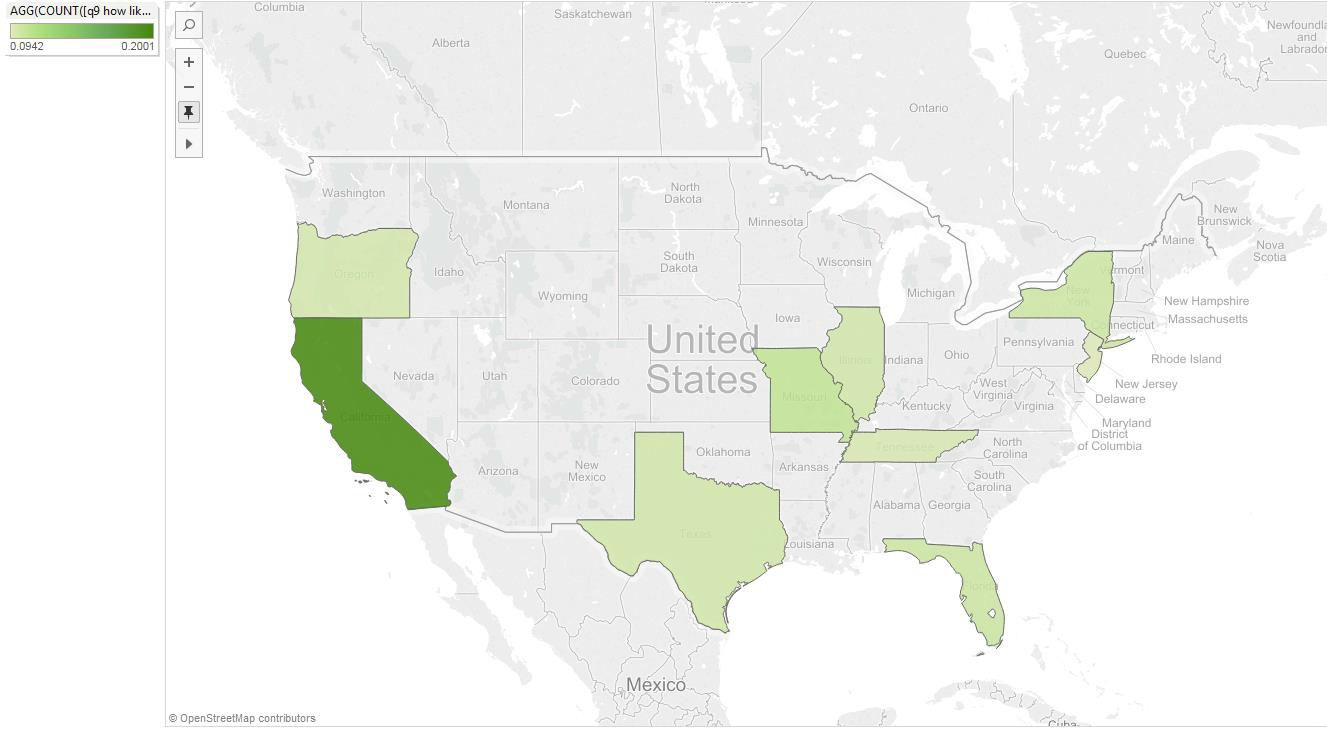 AGG(COUNT([q9 how lik...
0.0942 0.2001
Columbia
Saskatchewan
Alberta
Newfoundla
and
Labrador
Quebec
Ontario
Washington
Montana
North
Dakota
Minnesota
New
Brunswick
Maine
Nova
Scotia
Oregon
Idaho
South
Dakota
Wisconsin
Vermont
Wyoming
Michigan
New
York
New Hampshire
Massachusetts
Connecticut
Iowa
United
States
Pennsylvania
Rhode Island
Nevada
Utah
Colorado
Illinois
Indiana
Ohio
New Jersey
Delaware
Missouri
West
Virginia
Virginia
Kentucky
California
Maryland
District
of Columbia
Tennessee
North
Carolina
Oklahoma
Arkansas
Arizona
New
Mexico
South
Carolina
Alabama
Georgia
Texas
Louisiana
Florida
Mexico
Cuba
© OpenStreetMap contributors